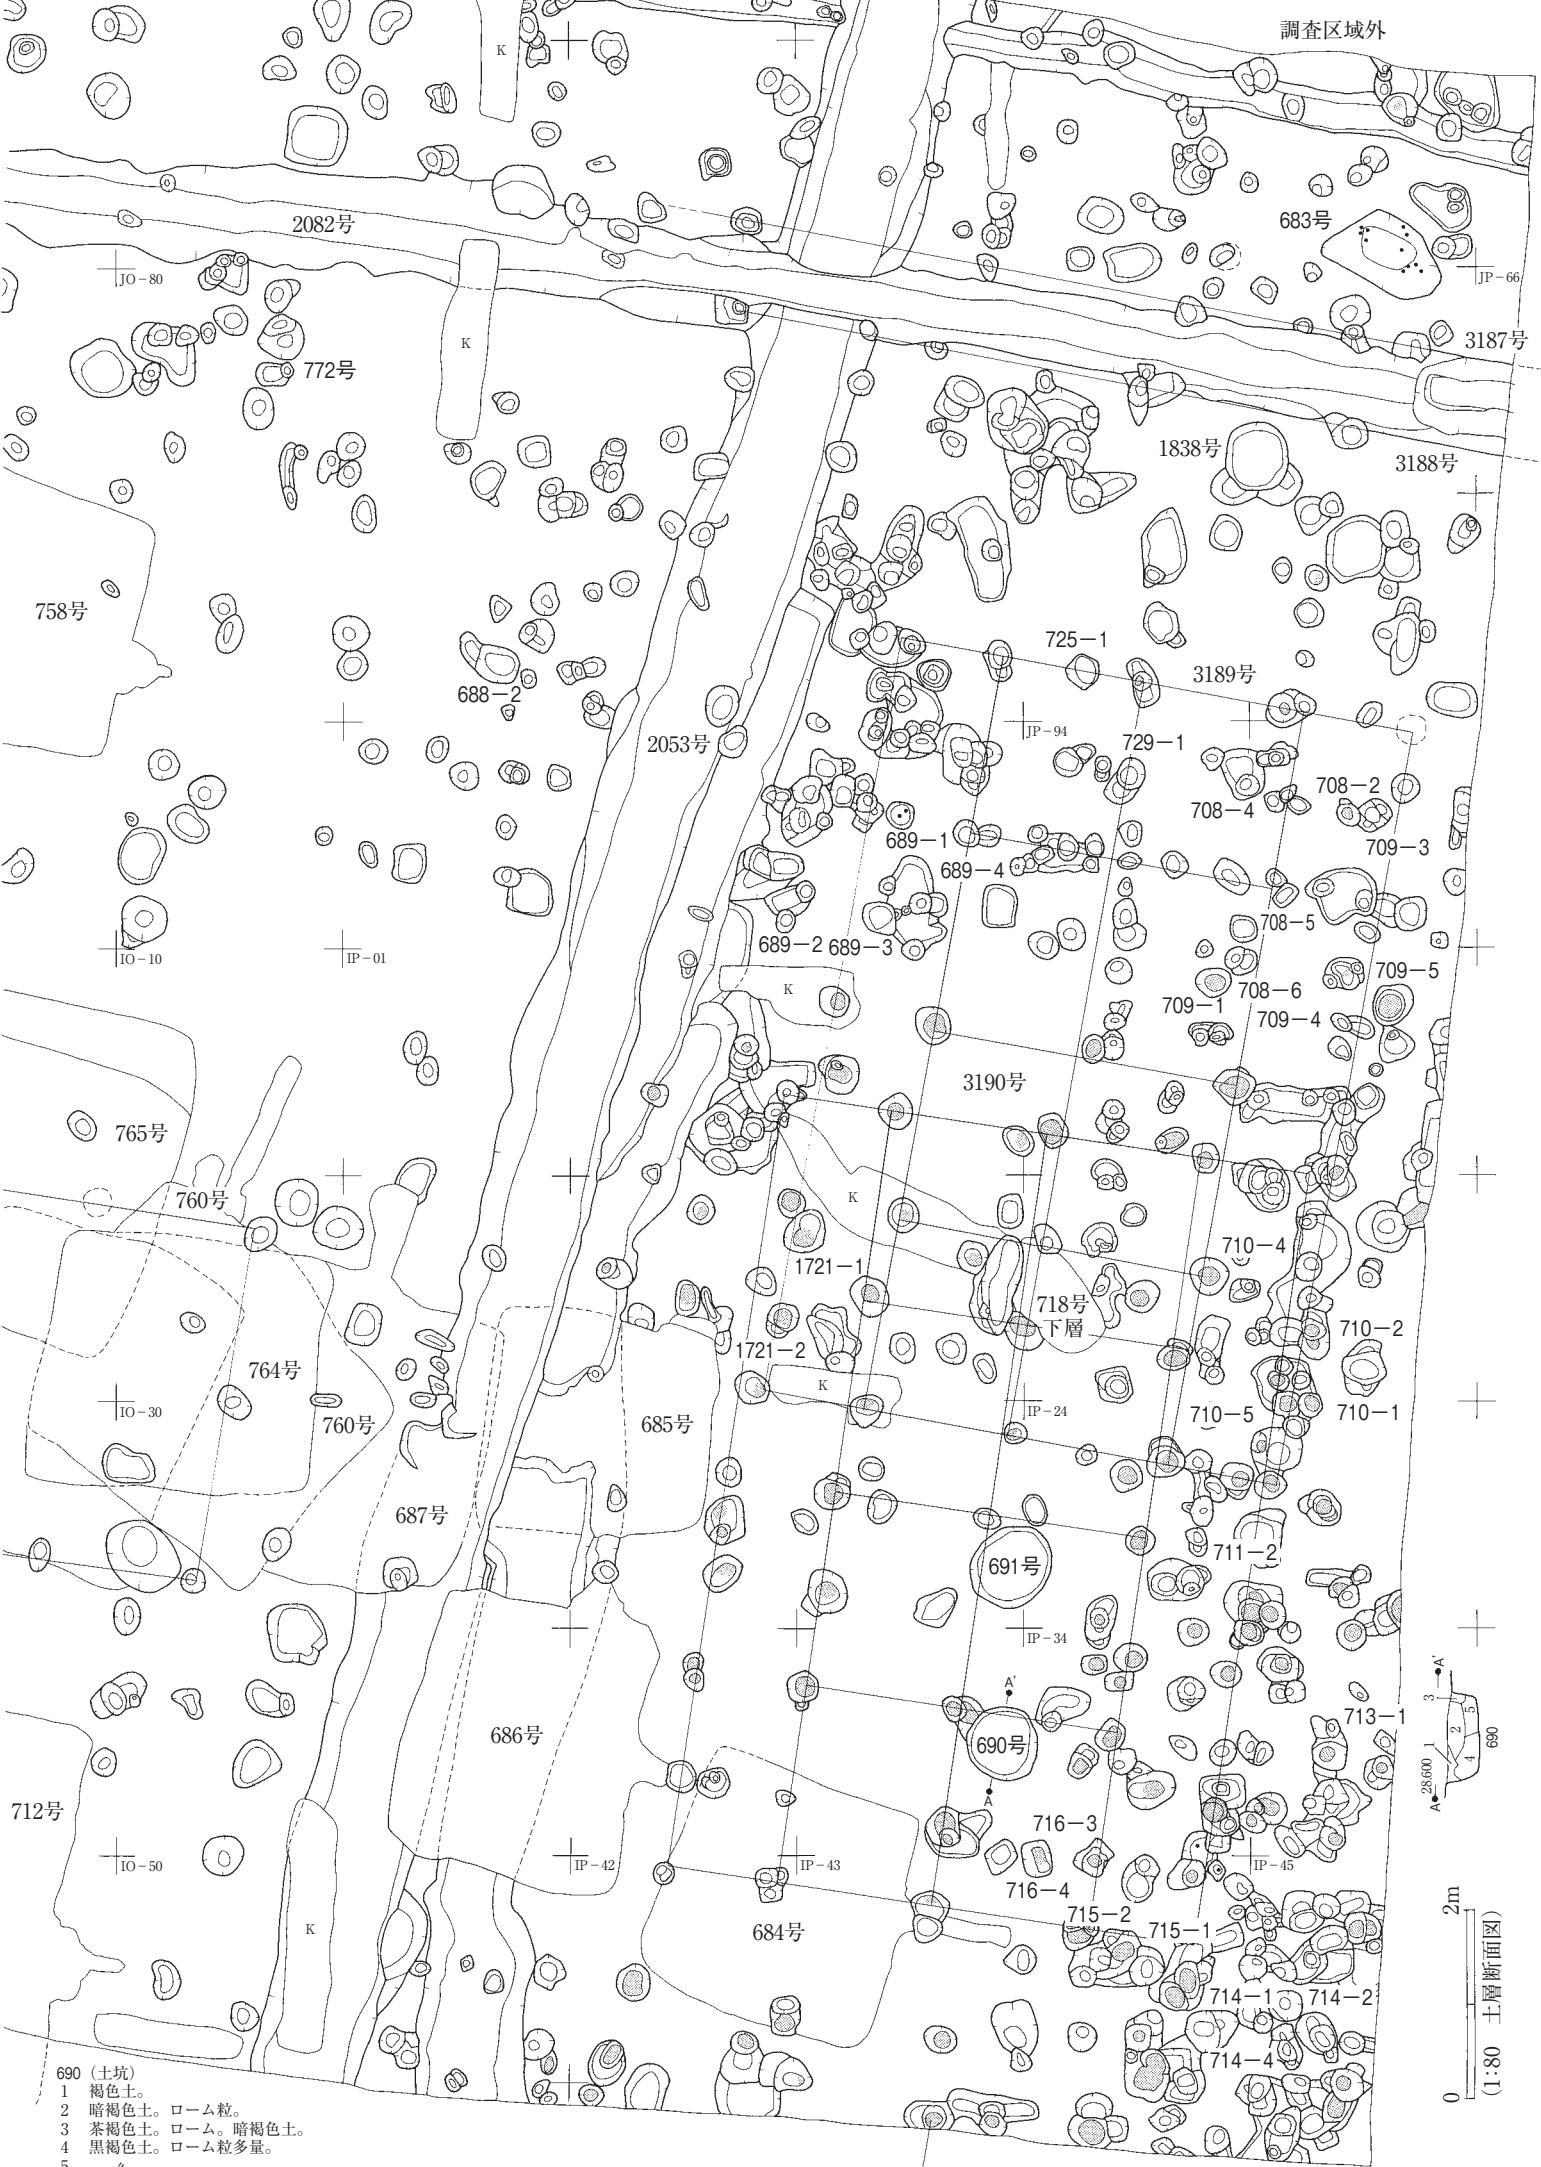 調査区域外
K
2082号
683号
JO-80
JP-66
3187号
K
772号
1838号
3188号
758号
725-1
3189号
688-2
2053号
JP-94
729-1
708-2
708-4
689-1
709-3
689-4
708-5
689-2
689-3
IO-10
IP-01
709-5
K
708-6
709-1
709-4
3190号
765号
760号
K
710-4
1721-1
718号
下層
710-2
1721-2
764号
K
IO-30
760号
685号
IP-24
710-5
710-1
687号
711-2
691号
IP-34
A'
A'
3
5
713-1
686号
690号
2
690
1
4
28.600
A
A
712号
716-3
IO-50
IP-42
IP-43
IP-45
716-4
K
684号
715-2
715-1
2m
714-1
714-2
714-4
0
(1:80 土層断面図)
690 (土坑)
1 褐色土。
2 暗褐色土。ローム粒。
3 茶褐色土。ローム。暗褐色土。
4 黒褐色土。ローム粒多量。
5 〃